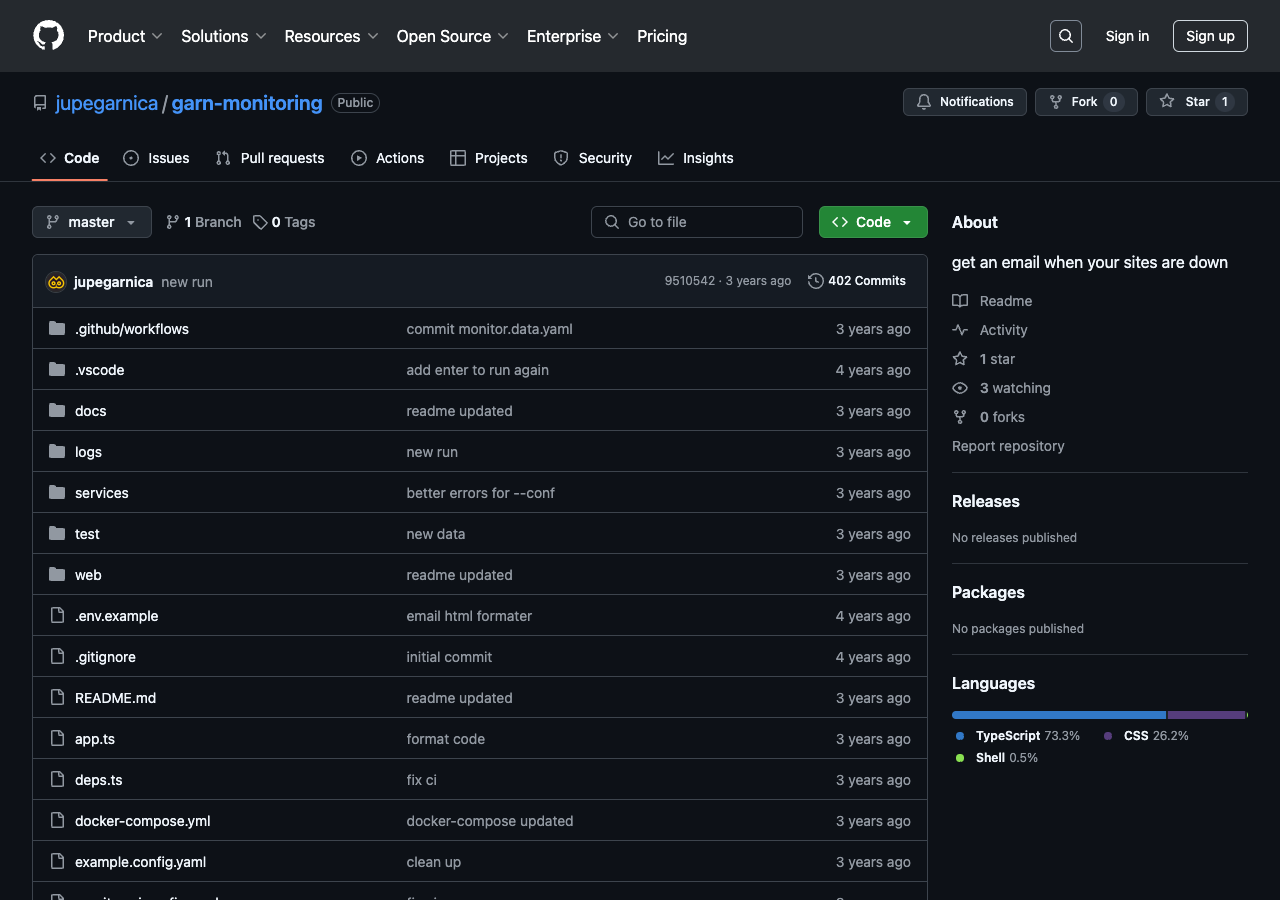 Product Solutions Resources Open Source Enterprise Pricing Sign in Sign up
jupegarnica / garn-monitoring Public Notifications Fork 0 Star 1
Code Issues Pull requests Actions Projects Security Insights
master 1 Branch 0 Tags Go to file Code
jupegarnica new run 9510542 · 3 years ago 402 Commits
.github/workflows commit monitor.data.yaml 3 years ago
.vscode add enter to run again 4 years ago
docs readme updated 3 years ago
logs new run 3 years ago
services better errors for --conf 3 years ago
test new data 3 years ago
web readme updated 3 years ago
.env.example email html formater 4 years ago
.gitignore initial commit 4 years ago
README.md readme updated 3 years ago
app.ts format code 3 years ago
deps.ts fix ci 3 years ago
docker-compose.yml docker-compose updated 3 years ago
example.config.yaml clean up 3 years ago
About
get an email when your sites are down
Readme
Activity
1 star
3 watching
0 forks
Report repository
Releases
No releases published
Packages
No packages published
Languages
TypeScript 73.3% CSS 26.2%
Shell 0.5%